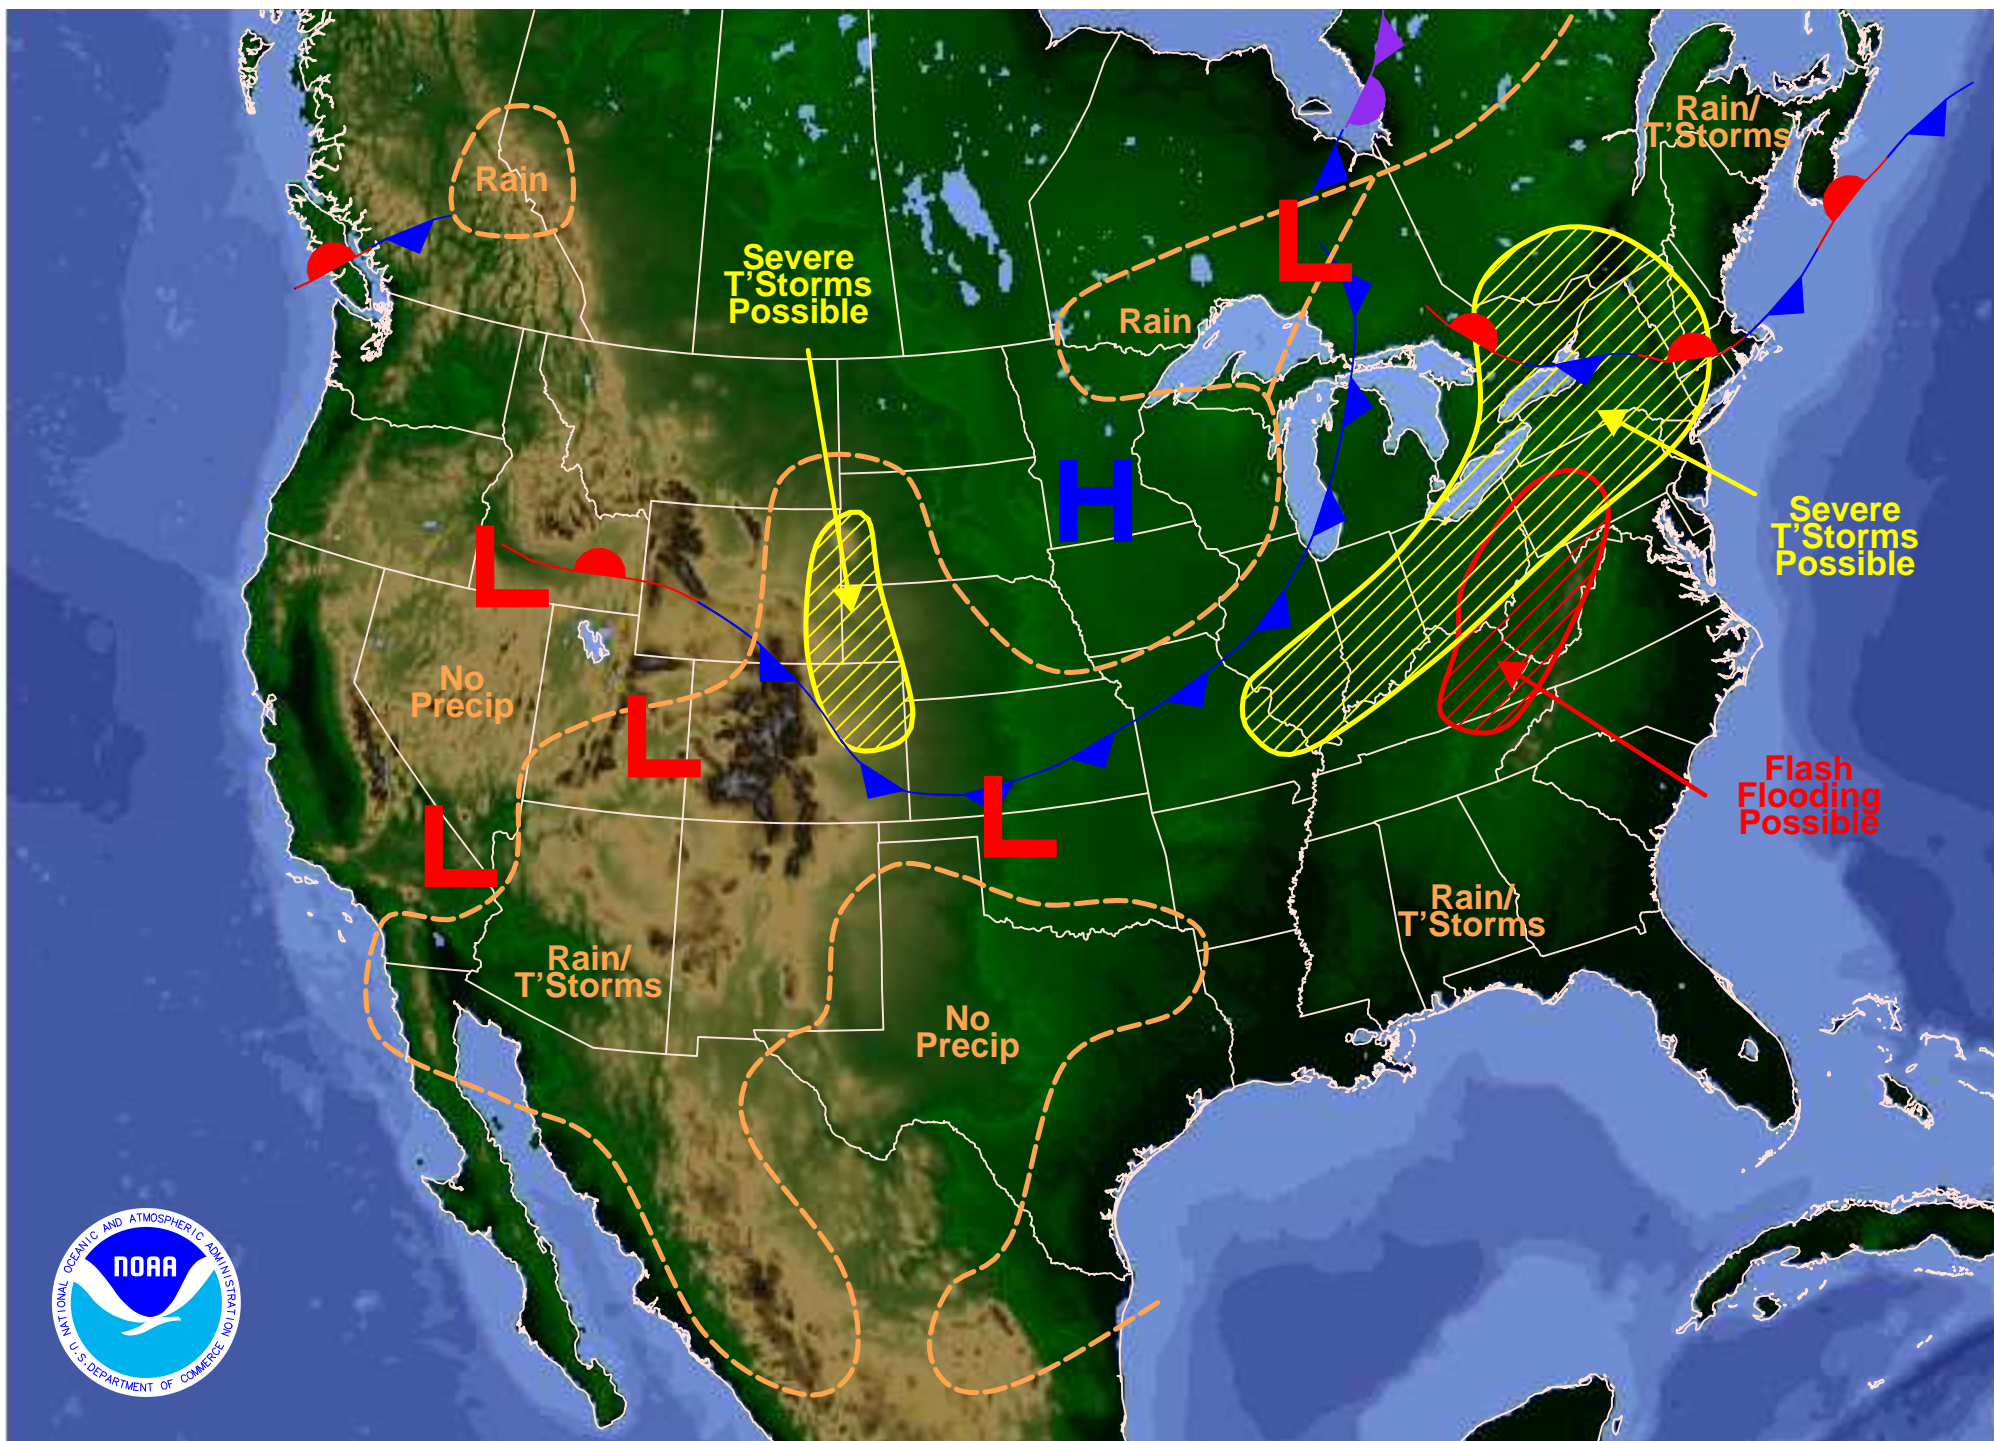 Rain/
T'Storms
Rain
Severe
T'Storms
Possible
Rain
L
H
Severe
T'Storms
Possible
L
No
Precip
L
L
L
Flash
Flooding
Possible
Rain/
T'Storms
Rain/
T'Storms
No
Precip
NATIONAL OCEANIC AND ATMOSPHERIC ADMINISTRATION
NOAA
U.S. DEPARTMENT OF COMMERCE